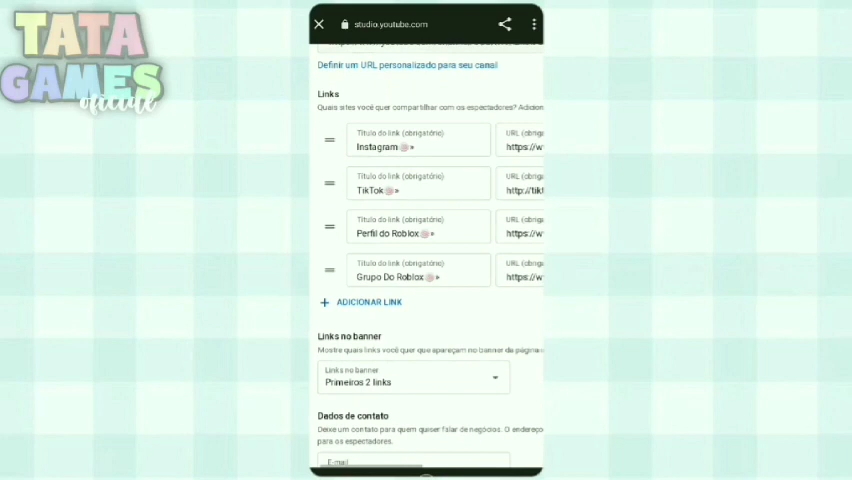 TATA
GAMES
oficial
studio.youtube.com
Definir um URL personalizado para seu canal
Links
Quais sites você quer compartilhar com os espectadores? Adicion
Título do link (obrigatório)
URL (obriga
Instagram »
https://w
Título do link (obrigatório)
URL (obriga
TikTok »
http://tikt
Título do link (obrigatório)
URL (obriga
Perfil do Roblox »
https://w
Título do link (obrigatório)
URL (obriga
Grupo Do Roblox »
https://w
+ ADICIONAR LINK
Links no banner
Mostre quais links você quer que apareçam no banner da página
Links no banner
Primeiros 2 links
Dados de contato
Deixe um contato para quem quiser falar de negócios. O endereço
para os espectadores.
E-mail